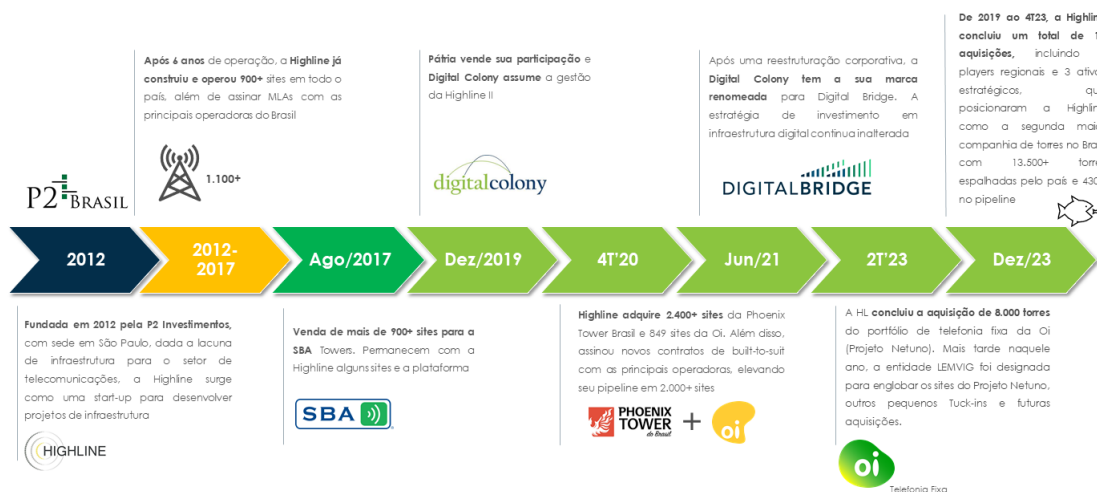 De 2019 ao 4T23, a Highlin
concluiu um total de 1
aquisições, incluindo
players regionais e 3 ativo
estratégicos, qu
posicionaram a Highlin
como a segunda maio
companhia de torres no Bra
com 13.500+ torre
espalhadas pelo país e 430
no pipeline
Após 6 anos de operação, a Highline já
construiu e operou 900+ sites em todo o
país, além de assinar MLAs com as
principais operadoras do Brasil
1.100+
Pátria vende sua participação e
Digital Colony assume a gestão
da Highline II
digitalcolony
Após uma reestruturação corporativa, a
Digital Colony tem a sua marca
renomeada para Digital Bridge. A
estratégia de investimento em
infraestrutura digital continua inalterada
DIGITALBRIDGE
P2 BRASIL
2012
2012-
2017
Ago/2017
Dez/2019
4T'20
Jun/21
2T'23
Dez/23
Fundada em 2012 pela P2 Investimentos,
com sede em São Paulo, dada a lacuna
de infraestrutura para o setor de
telecomunicações, a Highline surge
como uma start-up para desenvolver
projetos de infraestrutura
HIGHLINE
Venda de mais de 900+ sites para a
SBA Towers. Permanecem com a
Highline alguns sites e a plataforma
SBA
Highline adquire 2.400+ sites da Phoenix
Tower Brasil e 849 sites da Oi. Além disso,
assinou novos contratos de built-to-suit
com as principais operadoras, elevando
seu pipeline em 2.000+ sites
PHOENIX
TOWER
do Brasil
+
oi
A HL concluiu a aquisição de 8.000 torres
do portfólio de telefonia fixa da Oi
(Projeto Netuno). Mais tarde naquele
ano, a entidade LEMVIG foi designada
para englobar os sites do Projeto Netuno,
outros pequenos Tuck-ins e futuras
aquisições.
oi
Telefonia Fixa